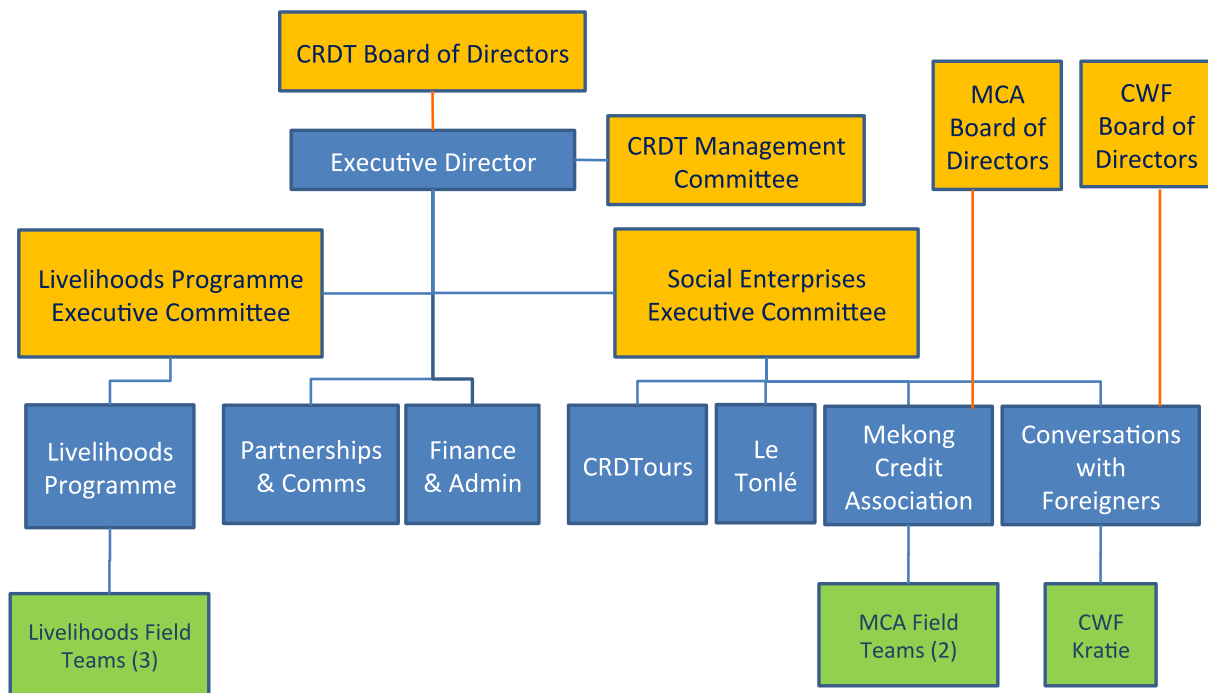 CRDT Board of Directors
MCA
Board of
Directors
CWF
Board of
Directors
Executive Director
CRDT Management
Committee
Livelihoods Programme
Executive Committee
Social Enterprises
Executive Committee
Livelihoods
Programme
Partnerships
& Comms
Finance
& Admin
CRDTours
Le
Tonlé
Mekong
Credit
Association
Conversations
with
Foreigners
Livelihoods Field
Teams (3)
MCA Field
Teams (2)
CWF
Kratie